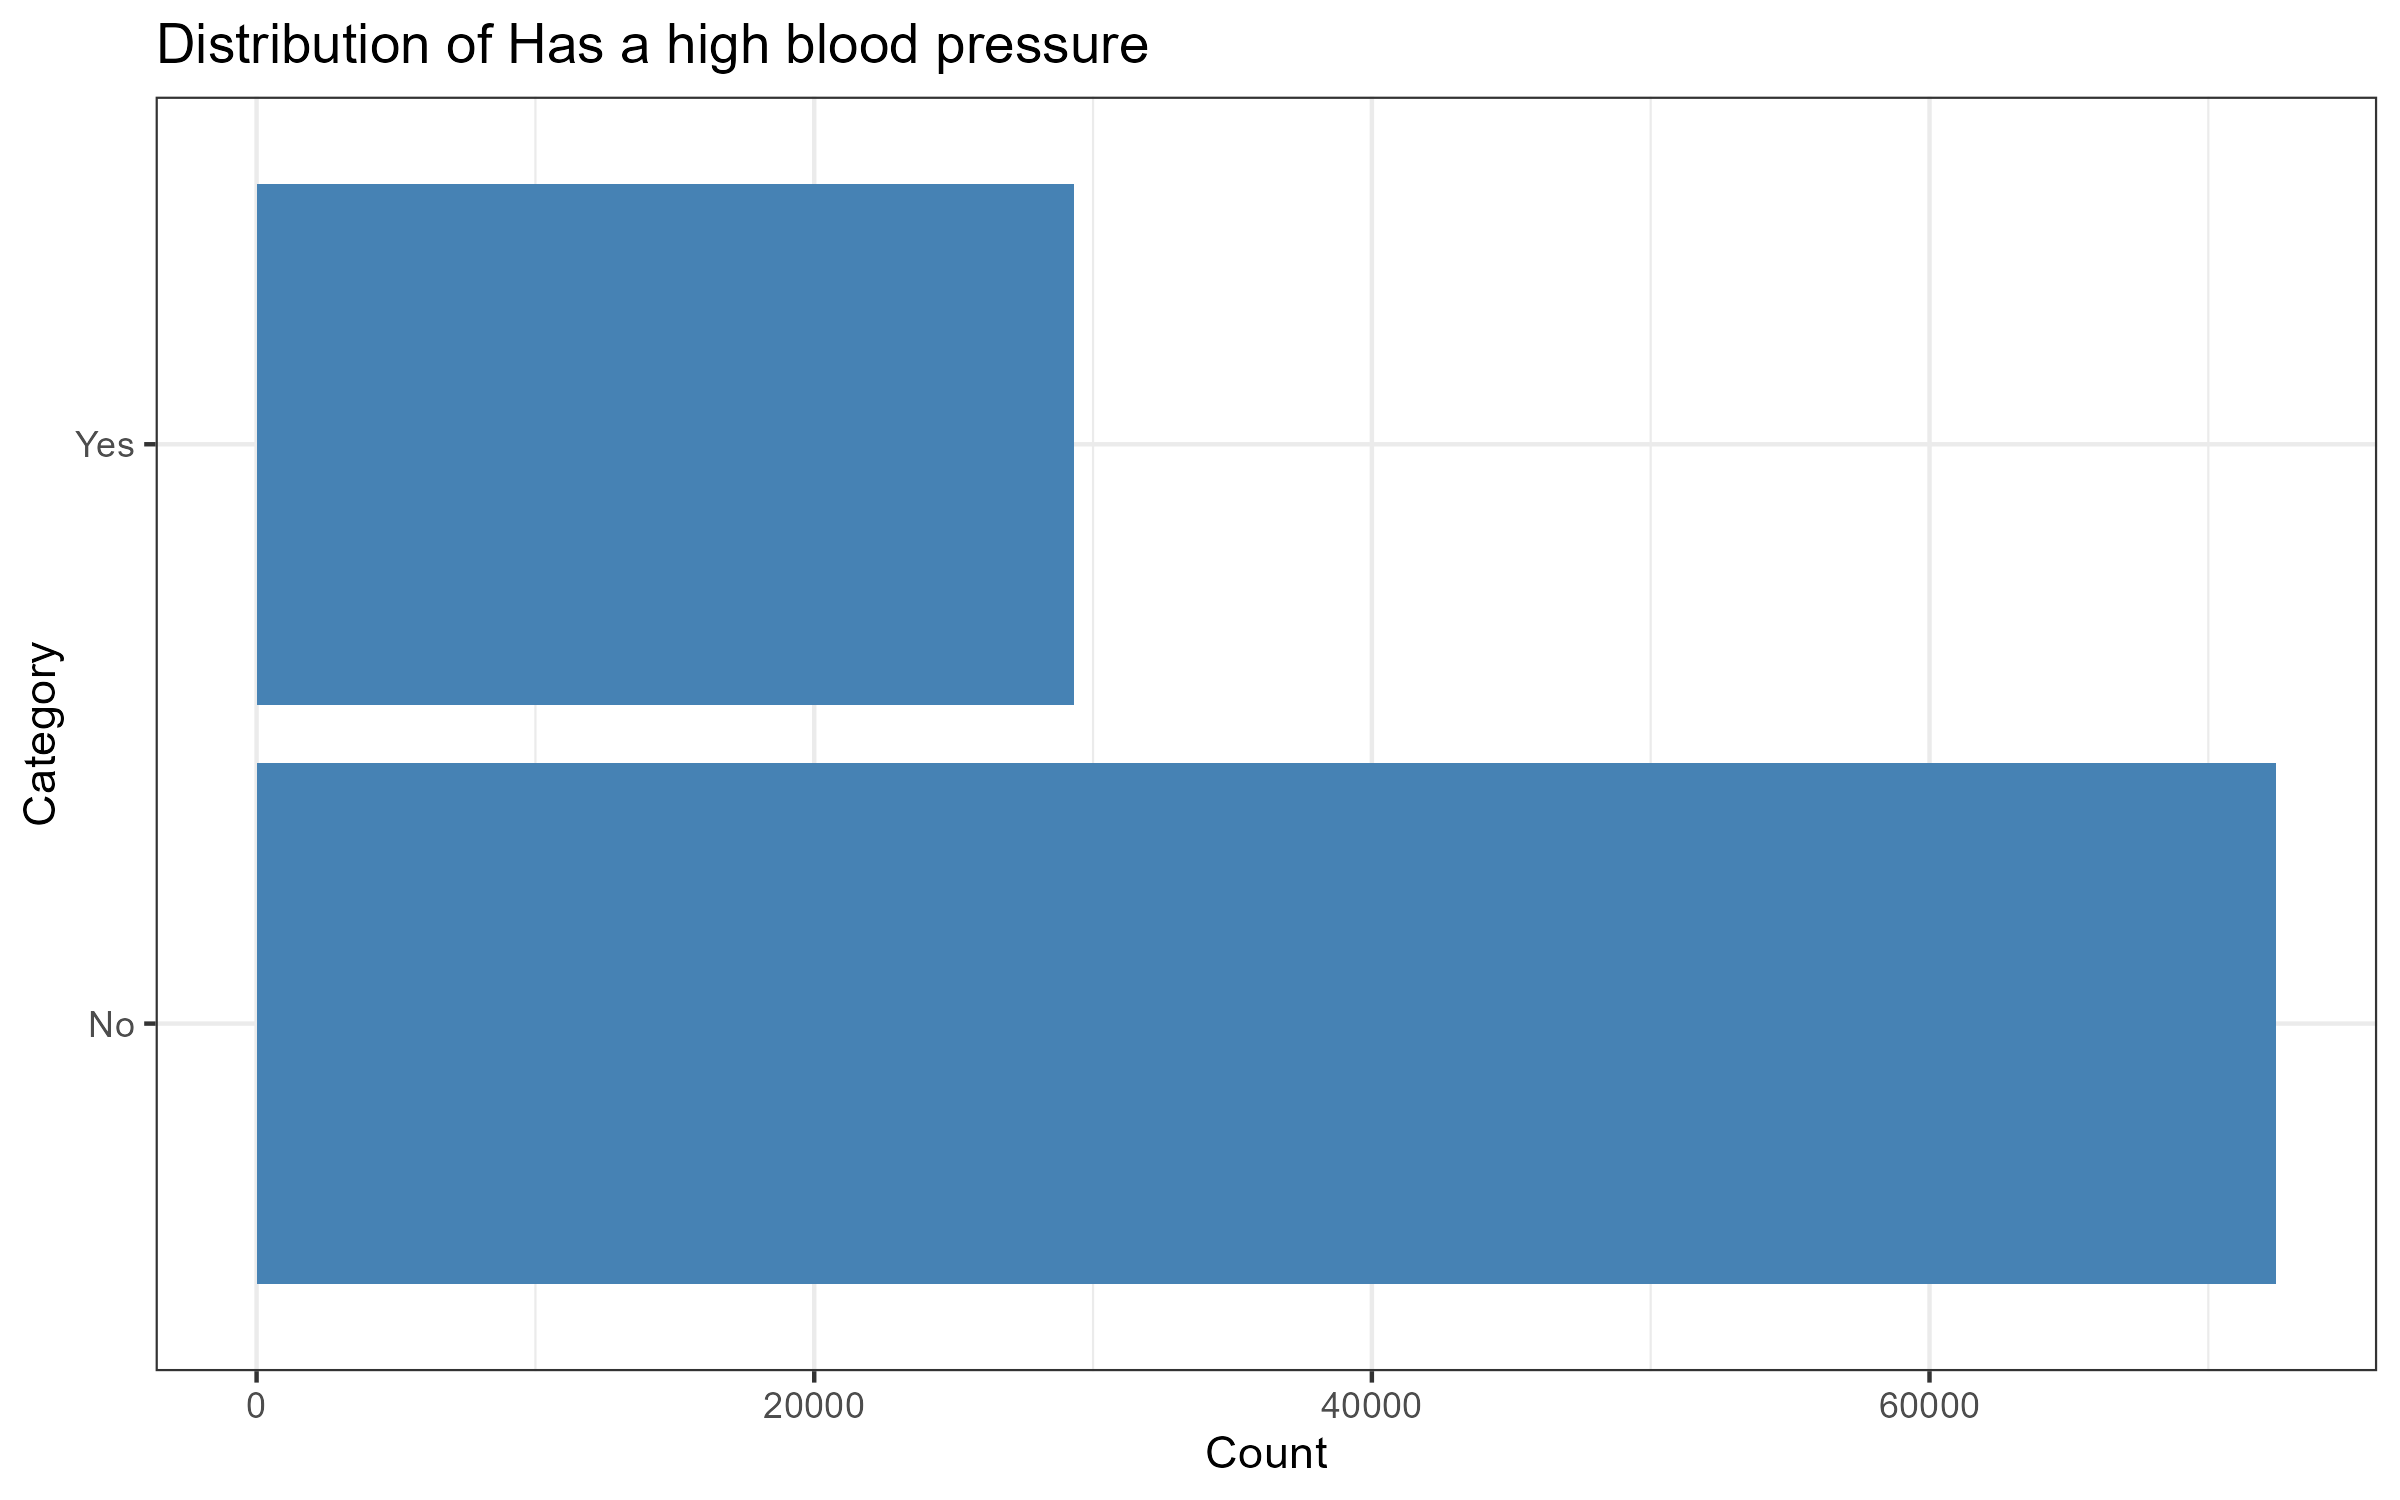 Distribution of Has a high blood pressure
Yes
No
Category
0
20000
40000
60000
Count